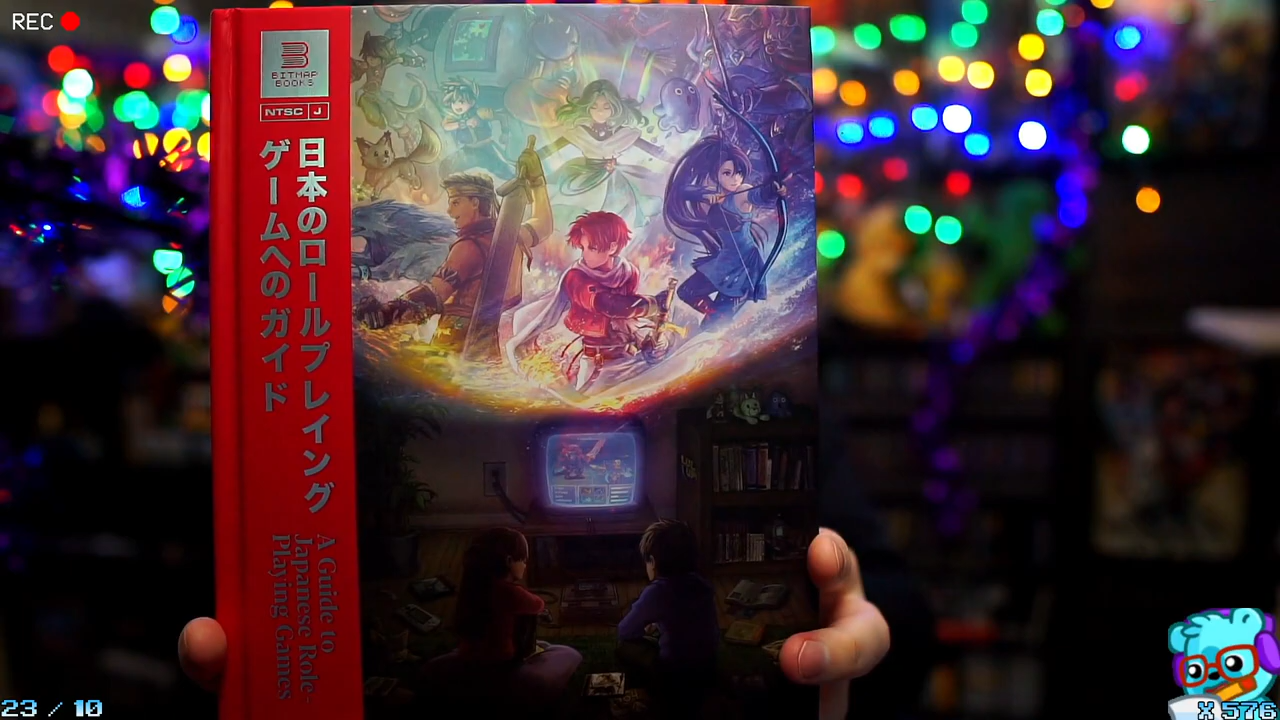 REC
BITMAP
BOOKS
NTSC J
日本のロールプレイング
ゲームへのガイド
A Guide to
Japanese Role-
Playing Games
23 / 10
X 576